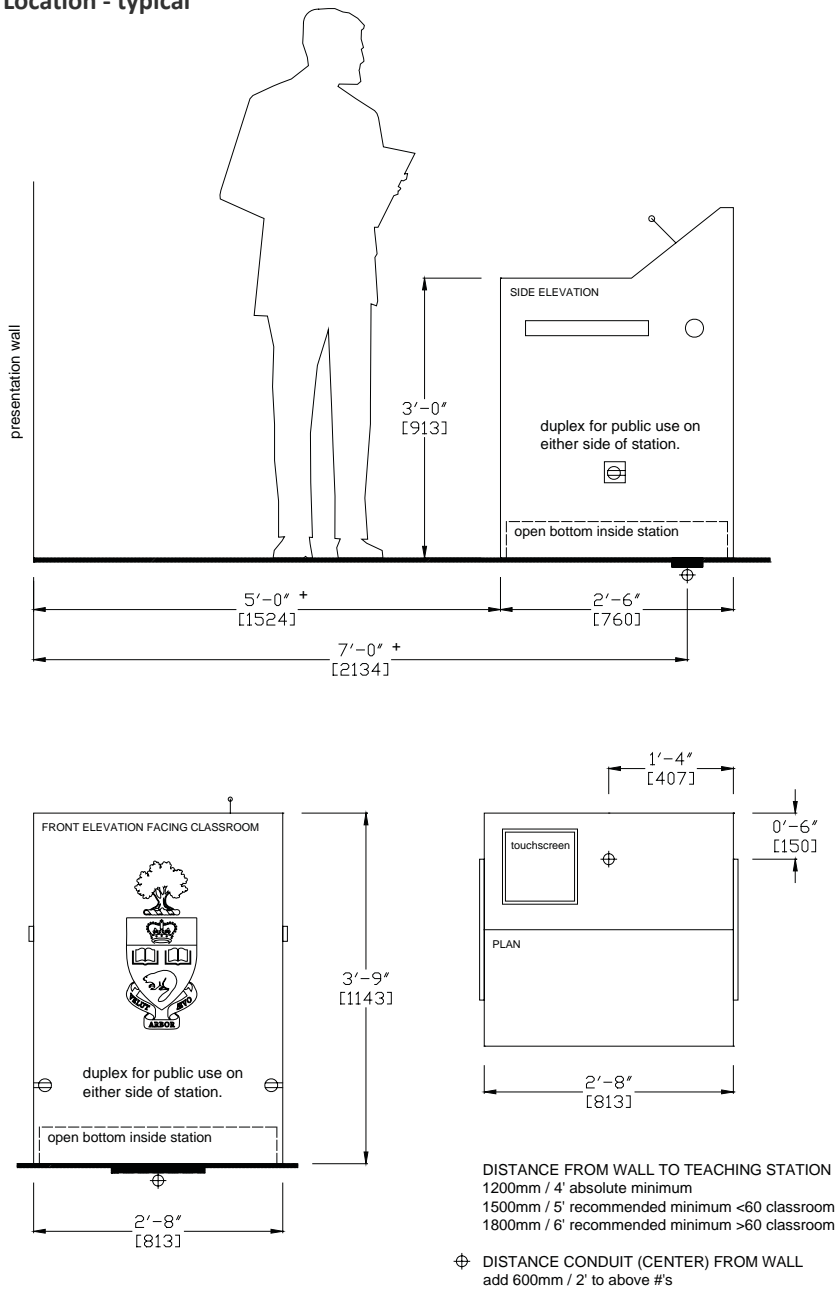 Location - typical
presentation wall
SIDE ELEVATION
3'-0"
[913]
duplex for public use on
either side of station.
open bottom inside station
5'-0" +
[1524]
2'-6"
[760]
7'-0" +
[2134]
FRONT ELEVATION FACING CLASSROOM
VELUT ARBOR ÆVO
3'-9"
[1143]
duplex for public use on
either side of station.
open bottom inside station
2'-8"
[813]
1'-4"
[407]
0'-6"
[150]
touchscreen
PLAN
2'-8"
[813]
DISTANCE FROM WALL TO TEACHING STATION
1200mm / 4' absolute minimum
1500mm / 5' recommended minimum <60 classroom
1800mm / 6' recommended minimum >60 classroom
DISTANCE CONDUIT (CENTER) FROM WALL
add 600mm / 2' to above #'s